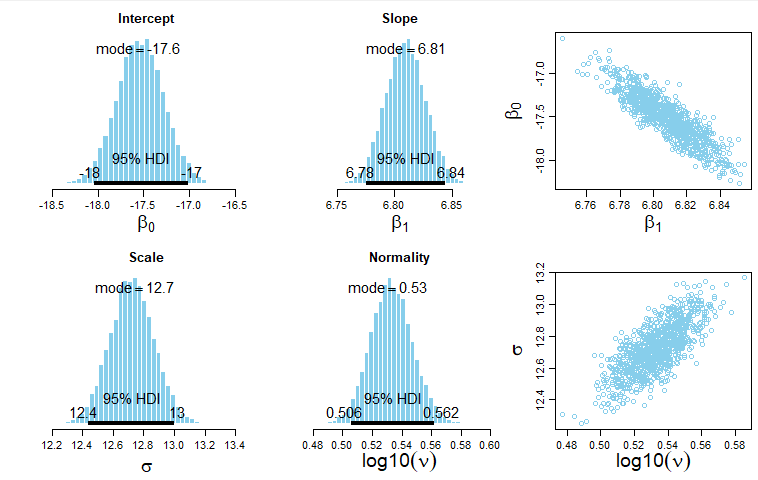 Intercept
mode = -17.6
95% HDI
-18 -17
-18.5 -18.0 -17.5 -17.0 -16.5
β0
Slope
mode = 6.81
95% HDI
6.78 6.84
6.75 6.80 6.85
β1
-17.0
-17.5
-18.0
β0
6.76 6.78 6.80 6.82 6.84
β1
Scale
mode = 12.7
95% HDI
12.4 13
12.2 12.4 12.6 12.8 13.0 13.2 13.4
σ
Normality
mode = 0.53
95% HDI
0.506 0.562
0.48 0.50 0.52 0.54 0.56 0.58 0.60
log10(ν)
13.2
13.0
12.8
12.6
12.4
σ
0.48 0.50 0.52 0.54 0.56 0.58
log10(ν)